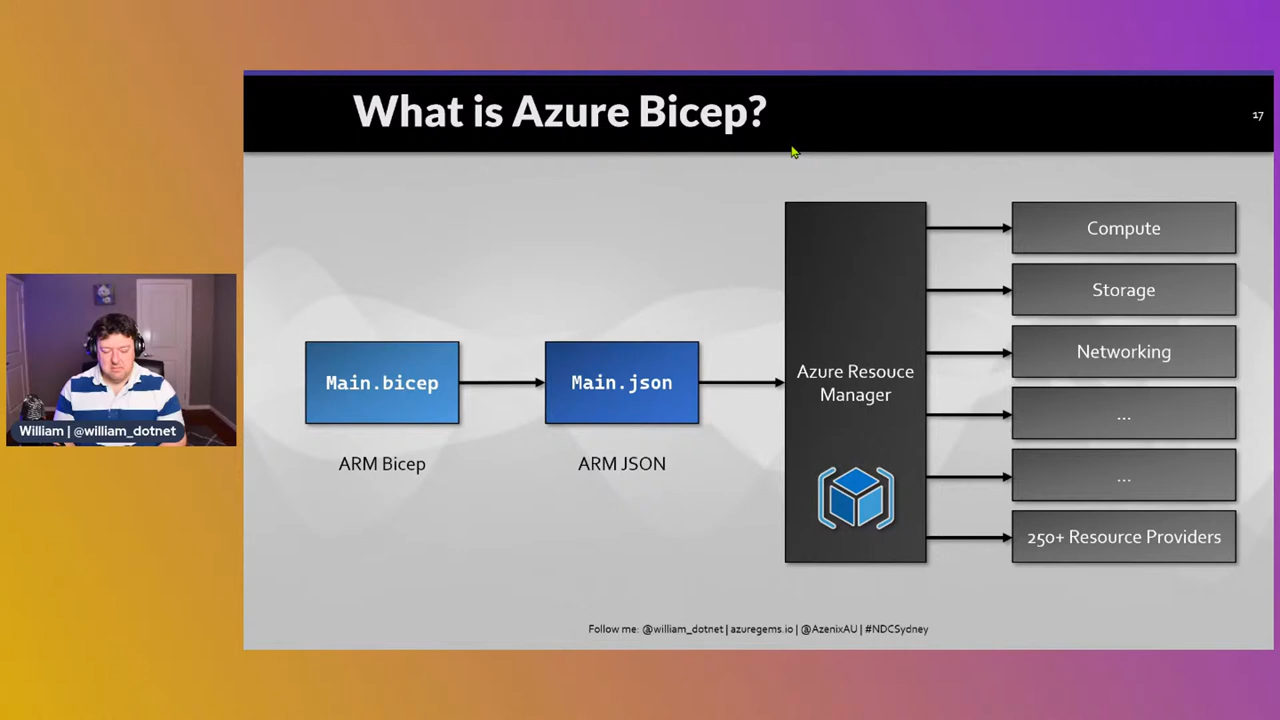 What is Azure Bicep?
17
Main.bicep
ARM Bicep
Main.json
ARM JSON
Azure Resouce
Manager
Compute
Storage
Networking
...
...
250+ Resource Providers
William | @william_dotnet
Follow me: @william_dotnet | azuregems.io | @AzenixAU | #NDCSydney